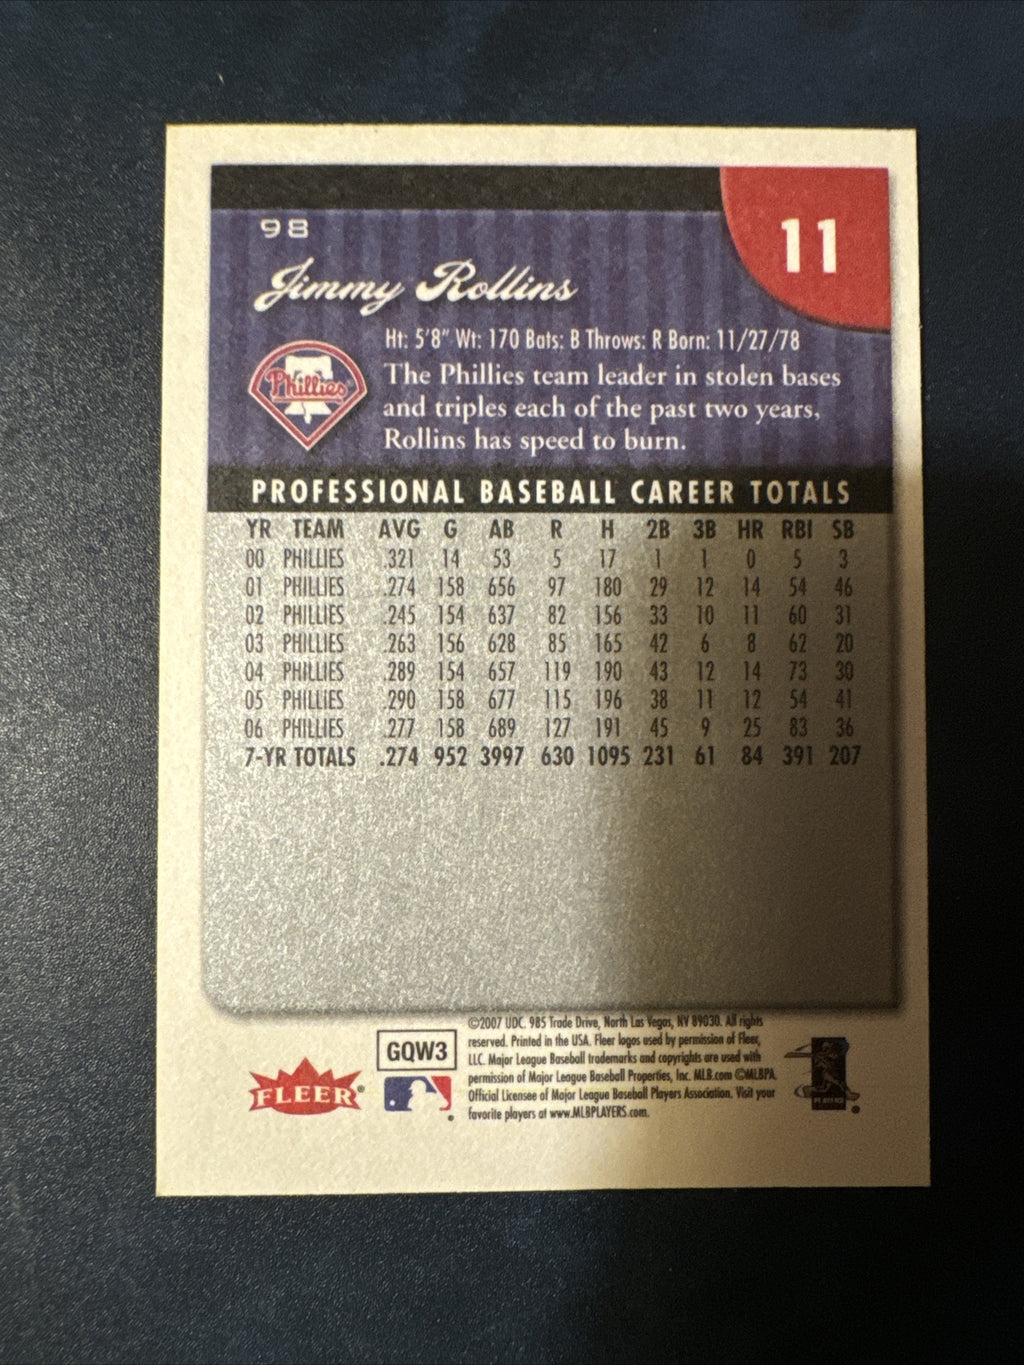 98
11
Jimmy Rollins
Ht: 5'8" Wt: 170 Bats: B Throws: R Born: 11/27/78
Phillies
The Phillies team leader in stolen bases
and triples each of the past two years,
Rollins has speed to burn.
PROFESSIONAL BASEBALL CAREER TOTALS
YR TEAM AVG G AB R H 2B 3B HR RBI SB
00 PHILLIES .321 14 53 5 17 1 1 0 5 3
01 PHILLIES .274 158 656 97 180 29 12 14 54 46
02 PHILLIES .245 154 637 82 156 33 10 11 60 31
03 PHILLIES .263 156 628 85 165 42 6 8 62 20
04 PHILLIES .289 154 657 119 190 43 12 14 73 30
05 PHILLIES .290 158 677 115 196 38 11 12 54 41
06 PHILLIES .277 158 689 127 191 45 9 25 83 36
7-YR TOTALS .274 952 3997 630 1095 231 61 84 391 207
FLEER®
GQW3
©2007 UDC. 985 Trade Drive, North Las Vegas, NV 89030. All rights
reserved. Printed in the USA. Fleer logos used by permission of Fleer,
LLC. Major League Baseball trademarks and copyrights are used with
permission of Major League Baseball Properties, Inc. MLB.com ©MLBPA
Official Licensee of Major League Baseball Players Association. Visit your
favorite players at www.MLBPLAYERS.com.
PLAYERS